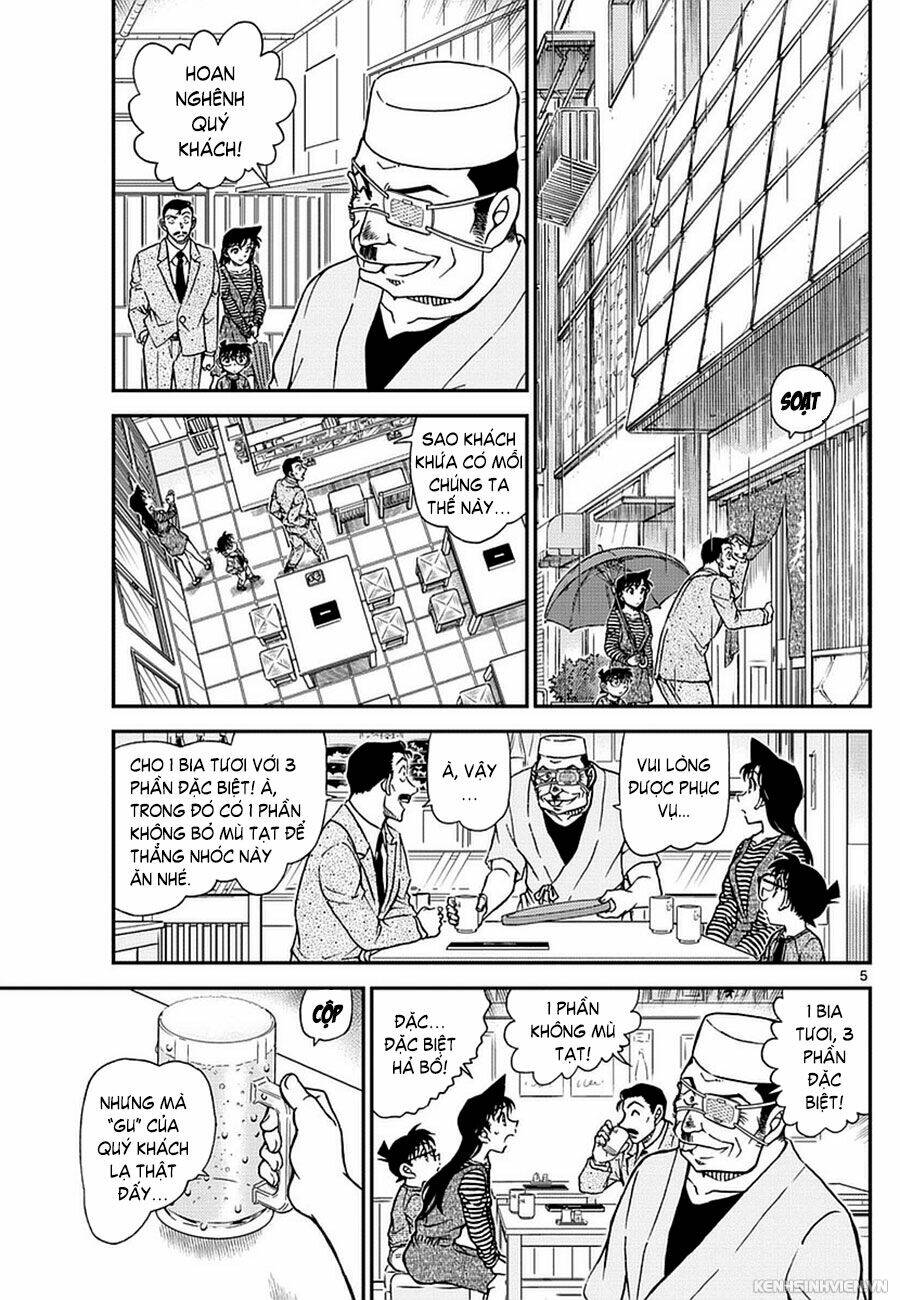 SOẠT
HOAN
NGHÊNH
QUÝ
KHÁCH!
SAO KHÁCH
KHỨA CÓ MỖI
CHÚNG TA
THẾ NÀY...
VUI LÒNG
ĐƯỢC PHỤC
VỤ...
À, VẬY
...
CHO 1 BIA TƯƠI VỚI 3
PHẦN ĐẶC BIỆT! À,
TRONG ĐÓ CÓ 1 PHẦN
KHÔNG BỎ MÙ TẠT ĐỂ
THẰNG NHÓC NÀY
ĂN NHÉ.
5
1 BIA
TƯƠI, 3
PHẦN
ĐẶC
BIỆT!
1 PHẦN
KHÔNG MÙ
TẠT!
ĐẶC...
ĐẶC BIỆT
HẢ BỐ!
CỘP
NHƯNG MÀ
"GU" CỦA
QUÝ KHÁCH
LẠ THẬT
ĐẤY...
KENHSINHVIEN.VN